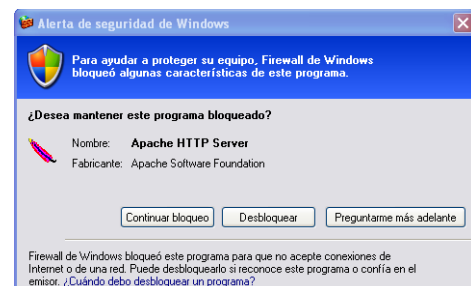 Alerta de seguridad de Windows
Para ayudar a proteger su equipo, Firewall de Windows
bloqueó algunas características de este programa.
¿Desea mantener este programa bloqueado?
Nombre: Apache HTTP Server
Fabricante: Apache Software Foundation
Continuar bloqueo Desbloquear Preguntarme más adelante
Firewall de Windows bloqueó este programa para que no acepte conexiones de
Internet o de una red. Puede desbloquearlo si reconoce este programa o confía en el
emisor. ¿Cuándo debo desbloquear un programa?